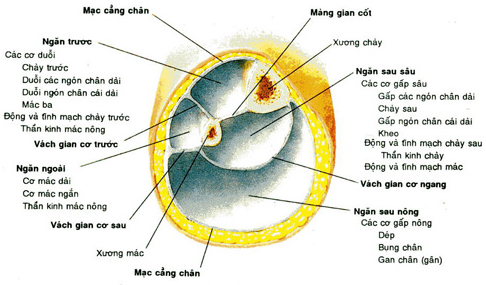 Mạc cẳng chân
Màng gian cốt
Ngăn trước
Các cơ duỗi
Chày trước
Duỗi các ngón chân dài
Duỗi ngón chân cái dài
Mác ba
Động và tĩnh mạch chày trước
Thần kinh mác nông
Vách gian cơ trước
Ngăn ngoài
Cơ mác dài
Cơ mác ngắn
Thần kinh mác nông
Vách gian cơ sau
Xương mác
Mạc cẳng chân
Xương chày
Ngăn sau sâu
Các cơ gấp sâu
Gấp các ngón chân dài
Chày sau
Gấp ngón chân cái dài
Kheo
Động và tĩnh mạch chày sau
Thần kinh chày
Động và tĩnh mạch mác
Vách gian cơ ngang
Ngăn sau nông
Các cơ gấp nông
Dép
Bụng chân
Gan chân (gân)